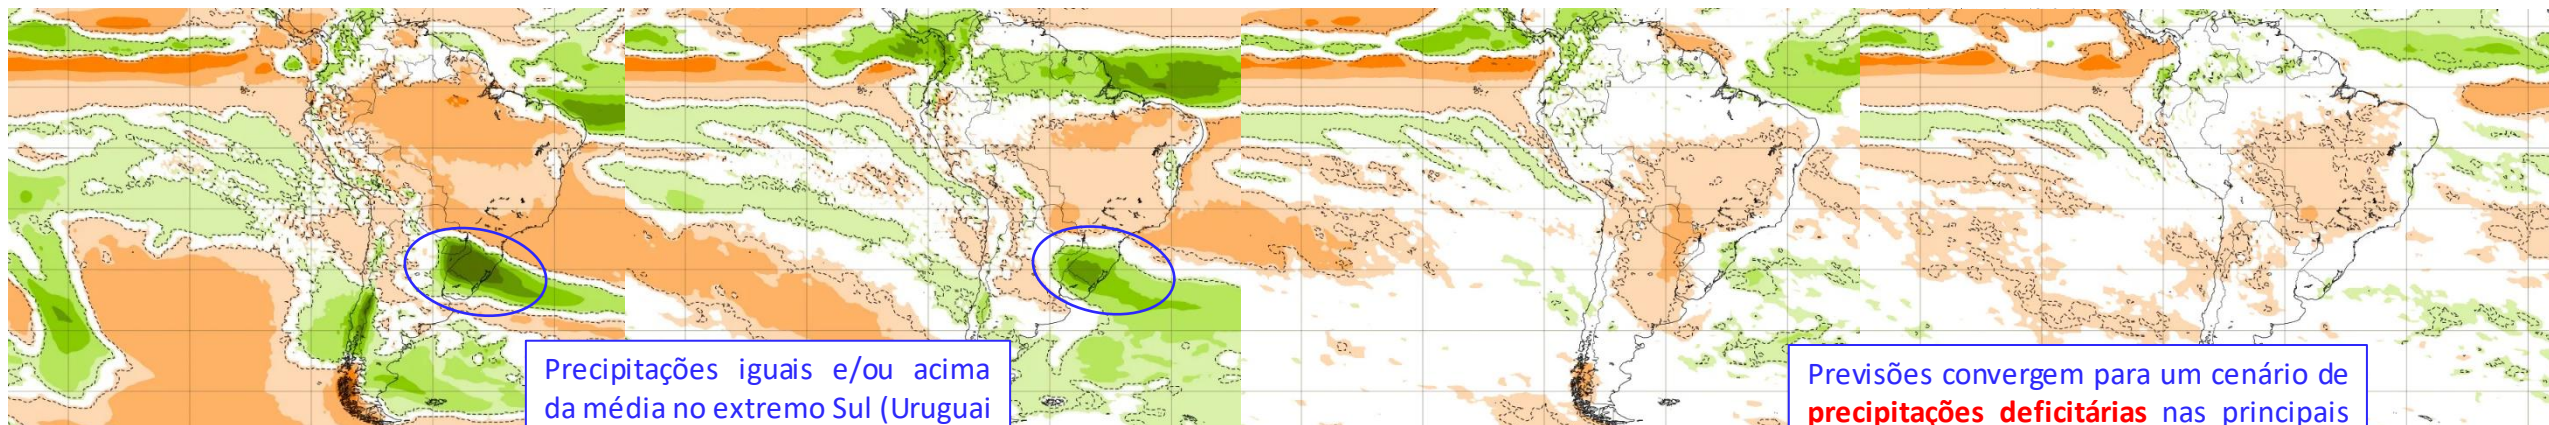 Precipitações iguais e/ou acima
da média no extremo Sul (Uruguai
Previsões convergem para um cenário de
precipitações deficitárias nas principais